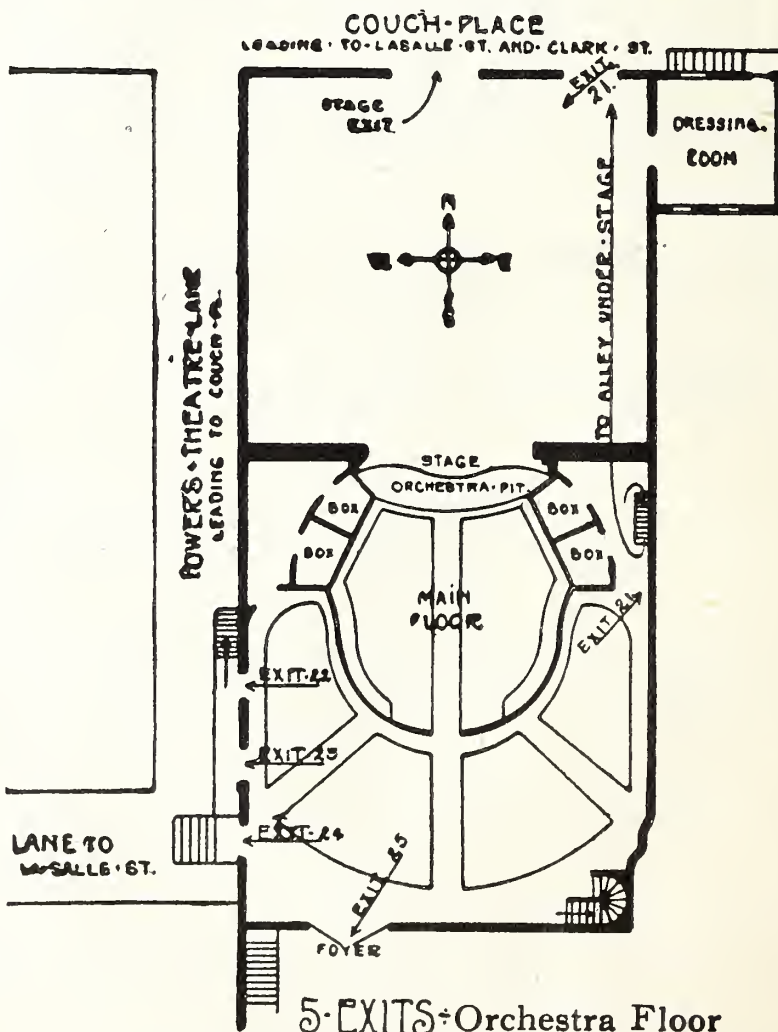 COUCH-PLACE
LEADING · TO · LASALLE · ST. AND · CLARK · ST.
EXIT
21.
STAGE
EXIT
DRESSING.
ROOM
N
W
E
S
TO ALLEY UNDER · STAGE
POWERS · THEATRE · LANE
LEADING TO COUCH · PL.
STAGE
ORCHESTRA · PIT
BOX
BOX
BOX
BOX
MAIN
FLOOR
EXIT 21
EXIT · 22
EXIT 23
EXIT · 24
EXIT 25
LANE TO
LASALLE · ST.
FOYER
5 · EXITS ÷ Orchestra Floor